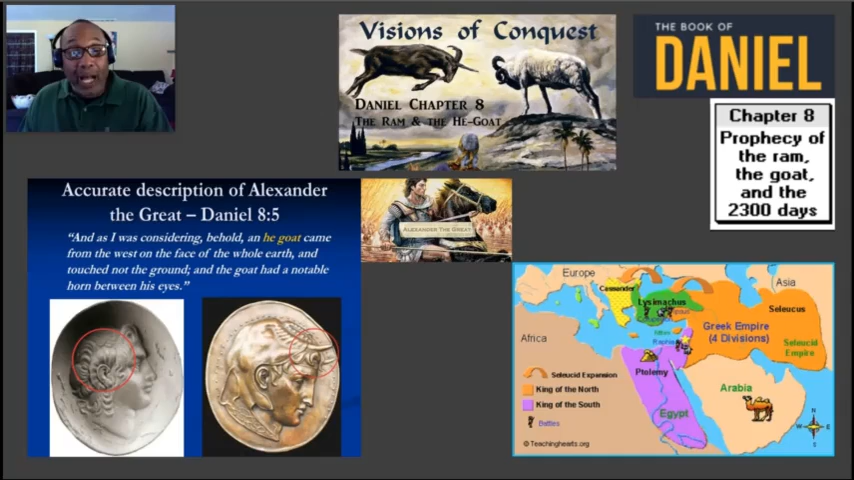 Visions of Conquest
DANIEL CHAPTER 8
THE RAM & THE HE-GOAT
THE BOOK OF
DANIEL
Chapter 8
Prophecy of
the ram,
the goat,
and the
2300 days
Accurate description of Alexander
the Great – Daniel 8:5
“And as I was considering, behold, an he goat came
from the west on the face of the whole earth, and
touched not the ground; and the goat had a notable
horn between his eyes.”
ALEXANDER THE GREAT
Europe
Asia
Cassander
Lysimachus
Seleucus
Africa
Greek Empire
(4 Divisions)
Seleucid
Empire
Ptolemy
Seleucid Expansion
King of the North
King of the South
Battles
Egypt
Arabia
N
W
E
S
© Teachinghearts.org